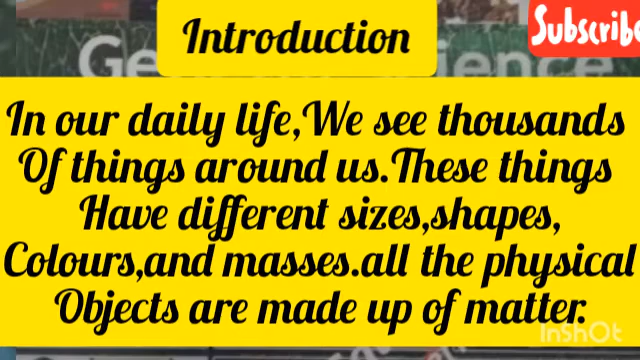 Introduction
Subscribe
In our daily life,We see thousands
Of things around us.These things
Have different sizes,shapes,
Colours,and masses.all the physical
Objects are made up of matter.
InShOt